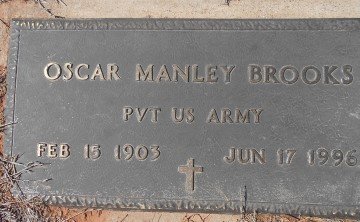 OSCAR MANLEY BROOKS
PVT US ARMY
FEB 15 1903 JUN 17 1996